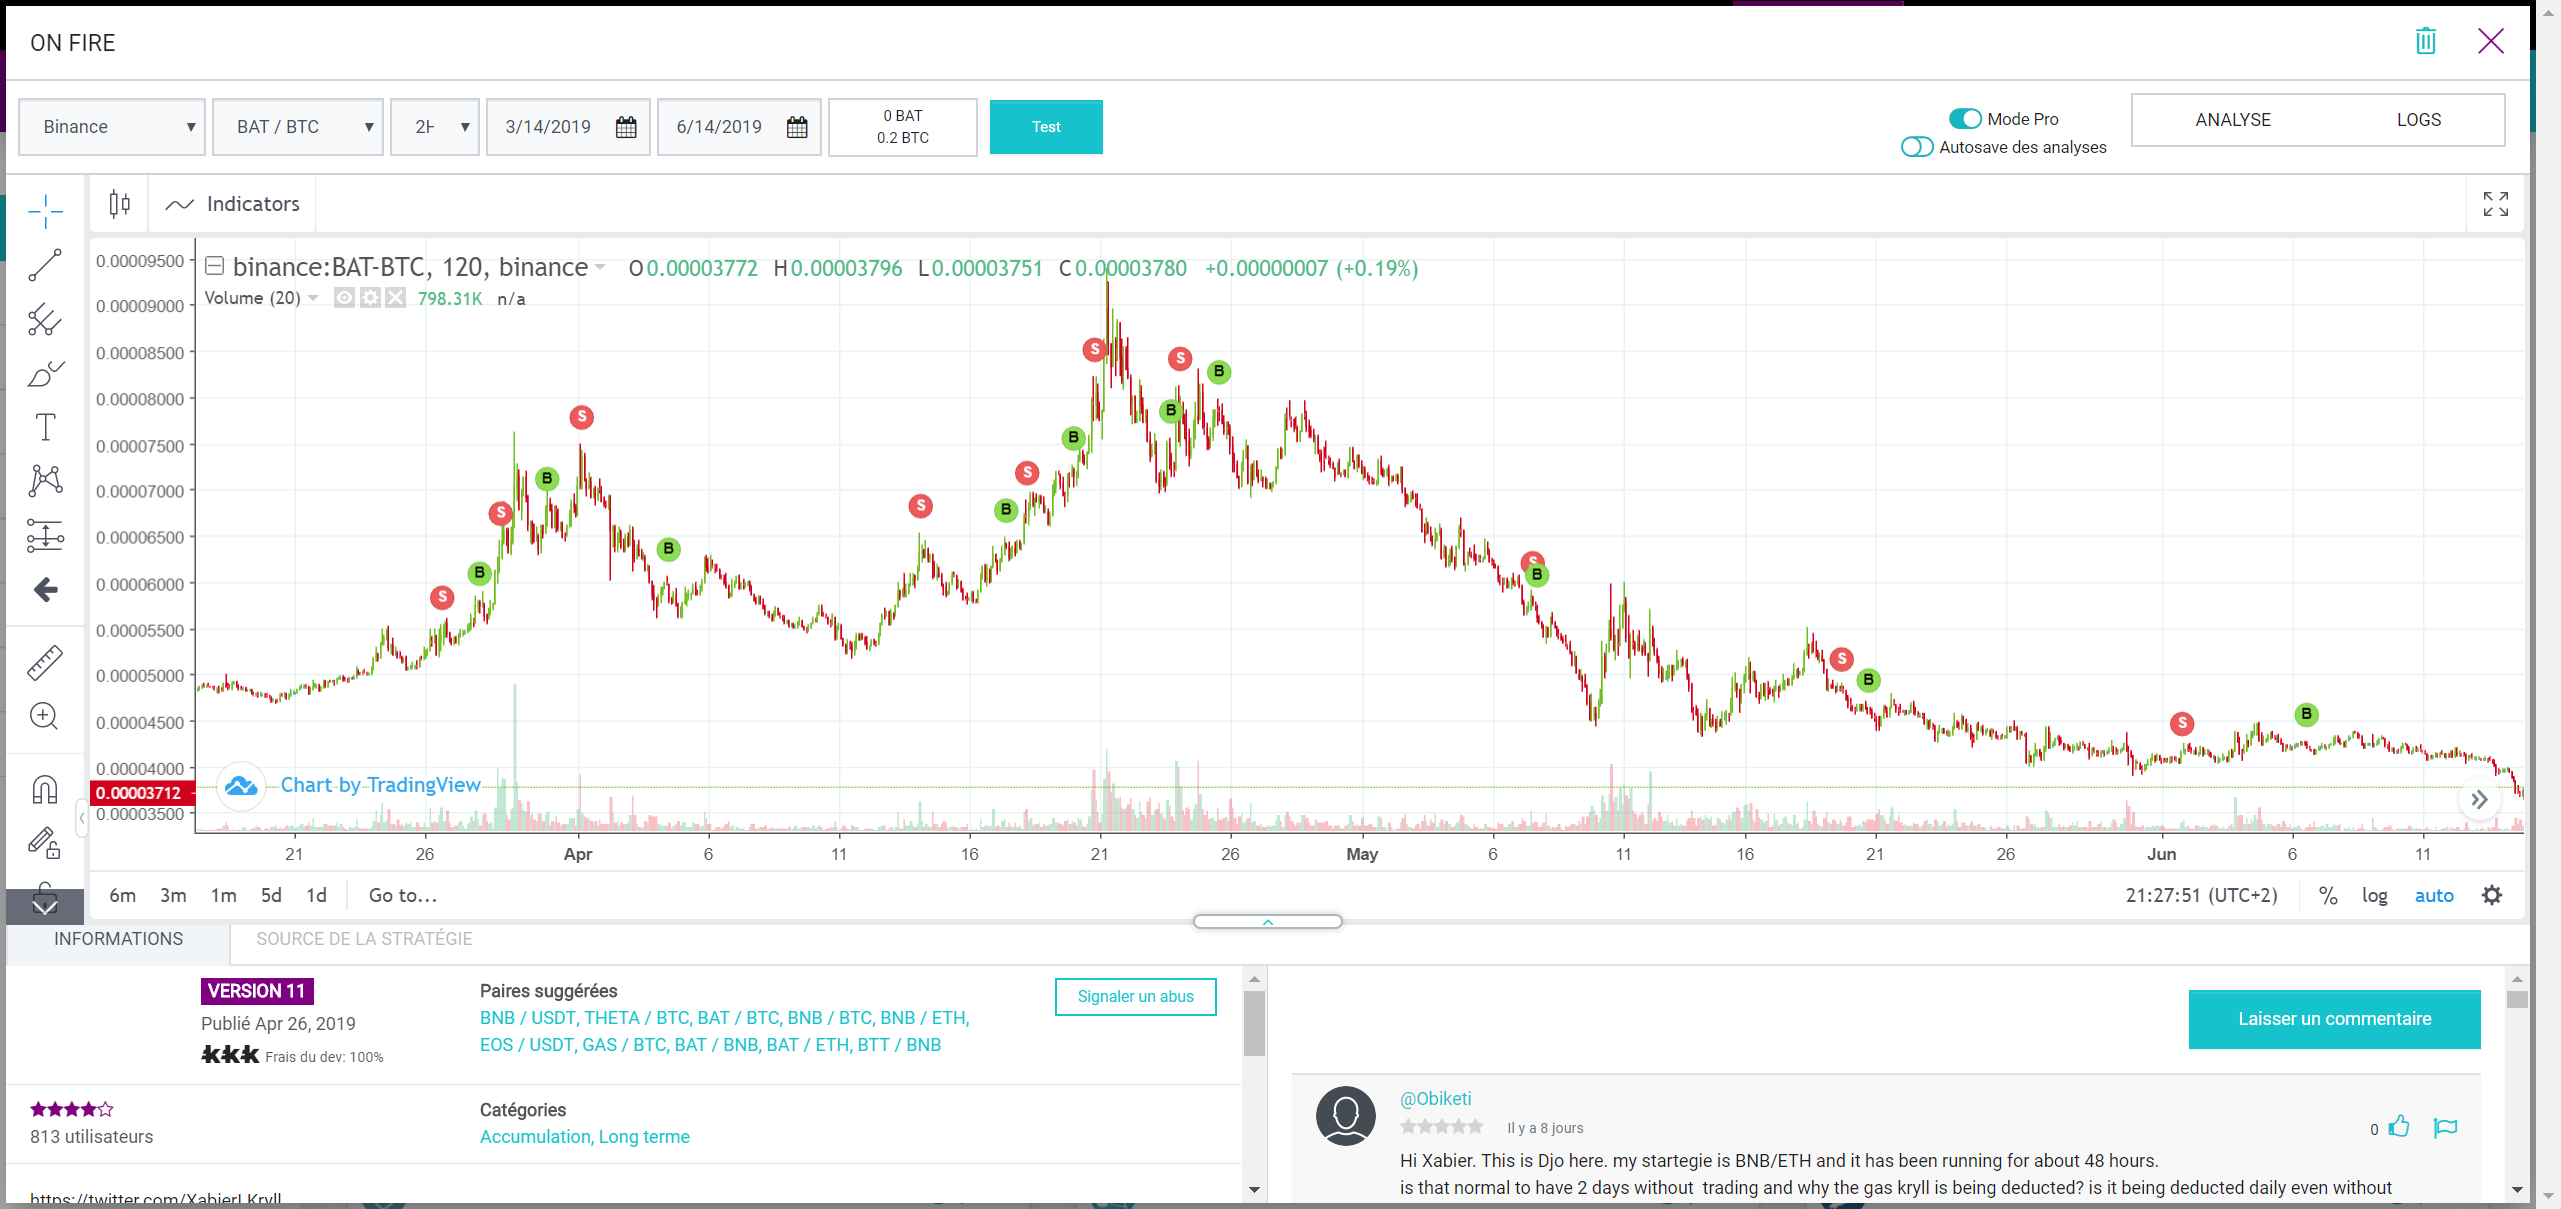 ON FIRE
Binance
BAT / BTC
2H
3/14/2019
6/14/2019
0 BAT
0.2 BTC
Test
Mode Pro
Autosave des analyses
ANALYSE
LOGS
Indicators
binance:BAT-BTC, 120, binance O 0.00003772 H 0.00003796 L 0.00003751 C 0.00003780 +0.00000007 (+0.19%)
Volume (20) 798.31K n/a
0.00009500
0.00009000
0.00008500
0.00008000
0.00007500
0.00007000
0.00006500
0.00006000
0.00005500
0.00005000
0.00004500
0.00004000
0.00003712
0.00003500
S
B
S
B
S
B
S
B
S
B
S
B
S
B
S
B
S
B
S
B
Chart by TradingView
21 26 Apr 6 11 16 21 26 May 6 11 16 21 26 Jun 6 11
6m 3m 1m 5d 1d Go to...
21:27:51 (UTC+2) % log auto
INFORMATIONS
SOURCE DE LA STRATÉGIE
VERSION 11
Publié Apr 26, 2019
kkk Frais du dev: 100%
Paires suggérées
BNB / USDT, THETA / BTC, BAT / BTC, BNB / BTC, BNB / ETH,
EOS / USDT, GAS / BTC, BAT / BNB, BAT / ETH, BTT / BNB
Signaler un abus
813 utilisateurs
Catégories
Accumulation, Long terme
https://twitter.com/XabierLKryll
Laisser un commentaire
@Obiketi
Il y a 8 jours
0
Hi Xabier. This is Djo here. my startegie is BNB/ETH and it has been running for about 48 hours.
is that normal to have 2 days without trading and why the gas kryll is being deducted? is it being deducted daily even without